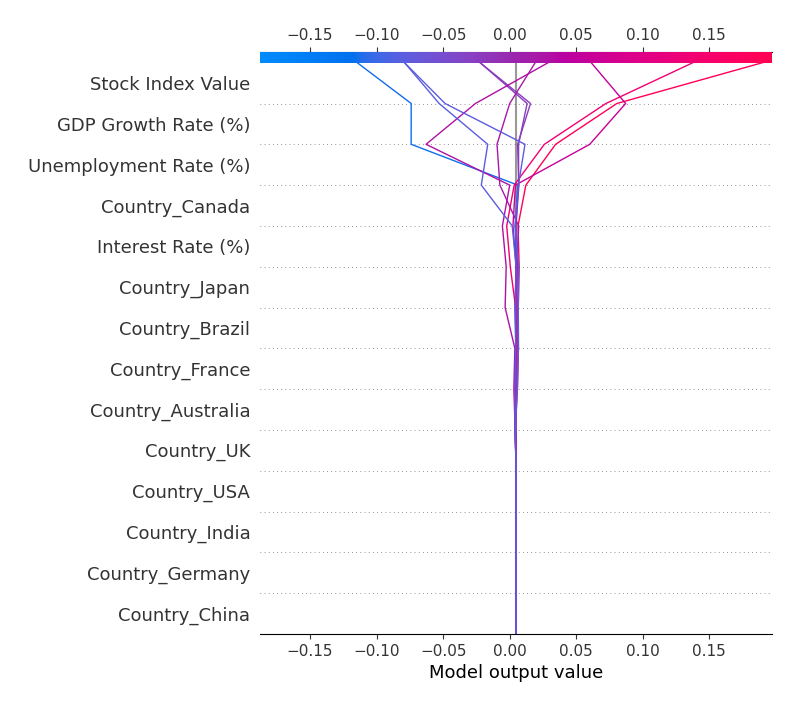 −0.15 −0.10 −0.05 0.00 0.05 0.10 0.15
Stock Index Value
GDP Growth Rate (%)
Unemployment Rate (%)
Country_Canada
Interest Rate (%)
Country_Japan
Country_Brazil
Country_France
Country_Australia
Country_UK
Country_USA
Country_India
Country_Germany
Country_China
−0.15 −0.10 −0.05 0.00 0.05 0.10 0.15
Model output value